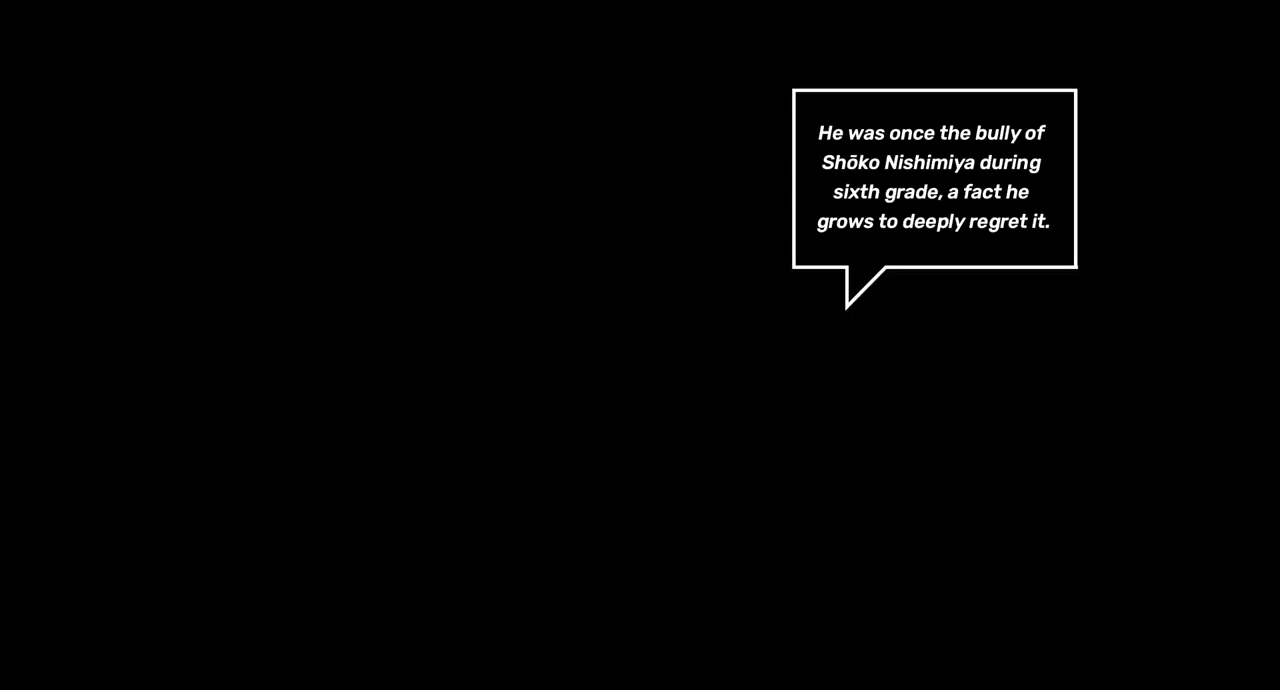 He was once the bully of
Shōko Nishimiya during
sixth grade, a fact he
grows to deeply regret it.